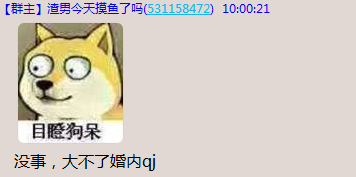 【群主】渣男今天摸鱼了吗(531158472) 10:00:21
目瞪狗呆
没事，大不了婚内qj